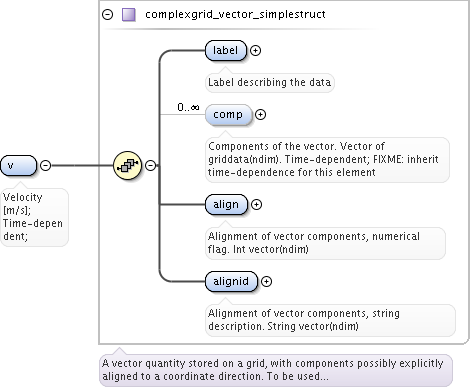 complexgrid_vector_simplestruct
label
Label describing the data
0..∞
comp
Components of the vector. Vector of
griddata(ndim). Time-dependent; FIXME: inherit
time-dependence for this element
v
Velocity
[m/s];
Time-depen
dent;
align
Alignment of vector components, numerical
flag. Int vector(ndim)
alignid
Alignment of vector components, string
description. String vector(ndim)
A vector quantity stored on a grid, with components possibly explicitly
aligned to a coordinate direction. To be used...